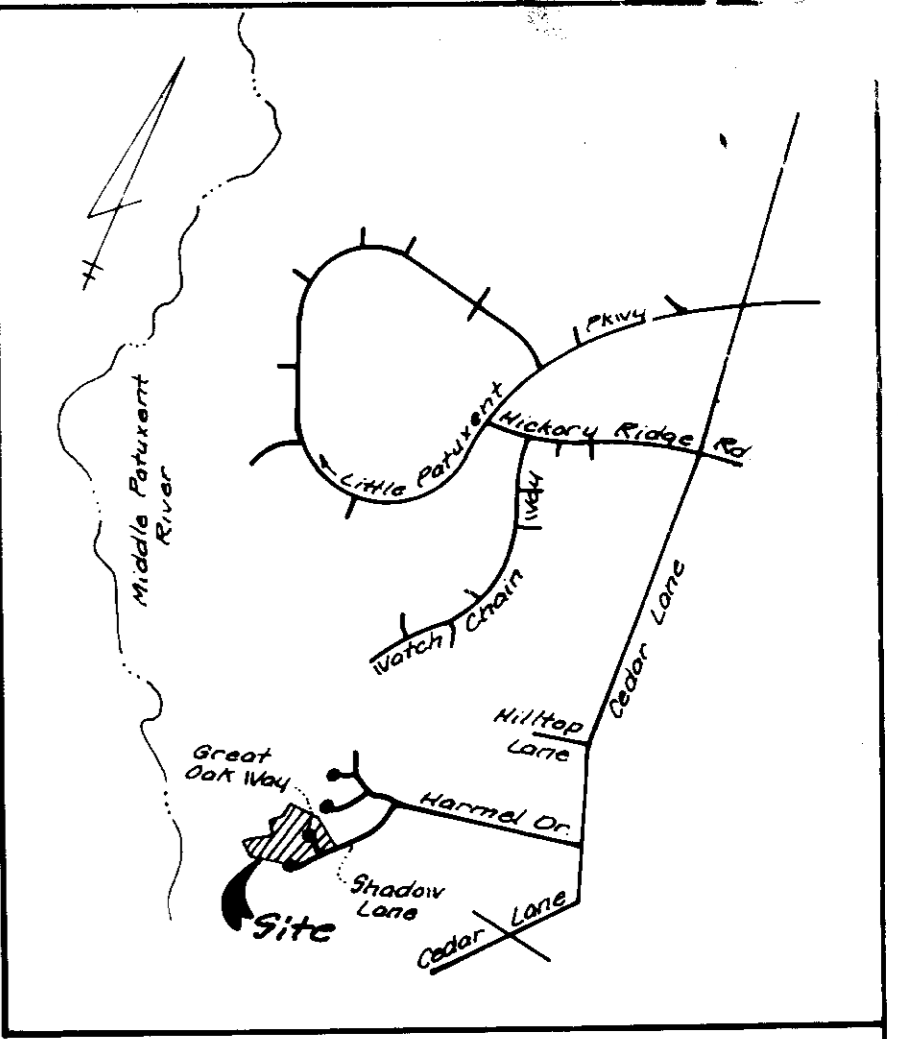 Pkwy
Little Patuxent
Hickory Ridge Rd
Middle Patuxent
River
Way
Watch Chain
Cedar Lane
Hilltop
Lane
Great
Oak Way
Harmel Dr.
Shadow
Lane
Site
Cedar Lane